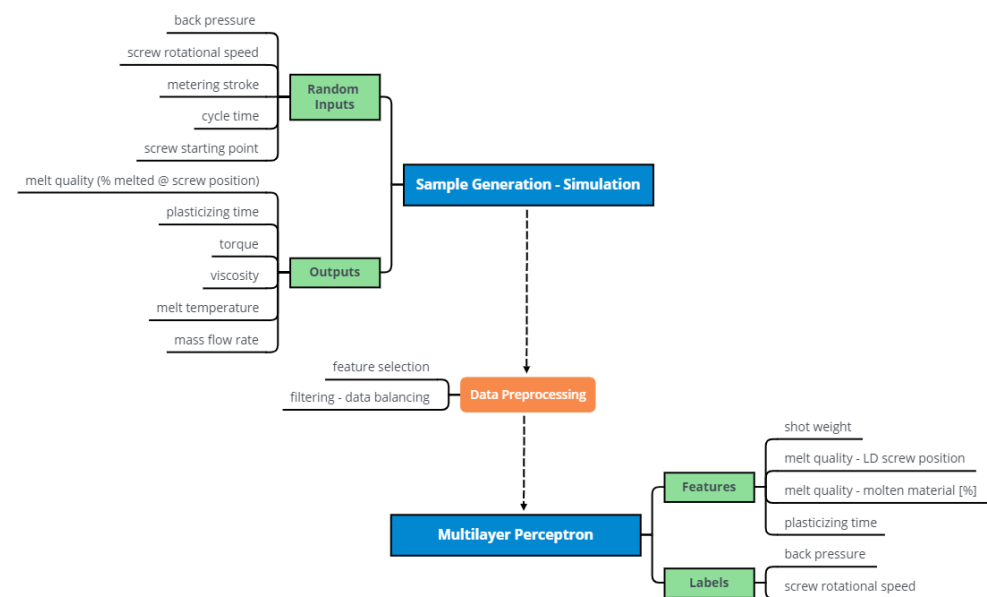 back pressure
screw rotational speed
metering stroke
cycle time
screw starting point
Random
Inputs
Sample Generation - Simulation
melt quality (% melted @ screw position)
plasticizing time
torque
viscosity
melt temperature
mass flow rate
Outputs
feature selection
filtering - data balancing
Data Preprocessing
Multilayer Perceptron
Features
shot weight
melt quality - LD screw position
melt quality - molten material [%]
plasticizing time
Labels
back pressure
screw rotational speed